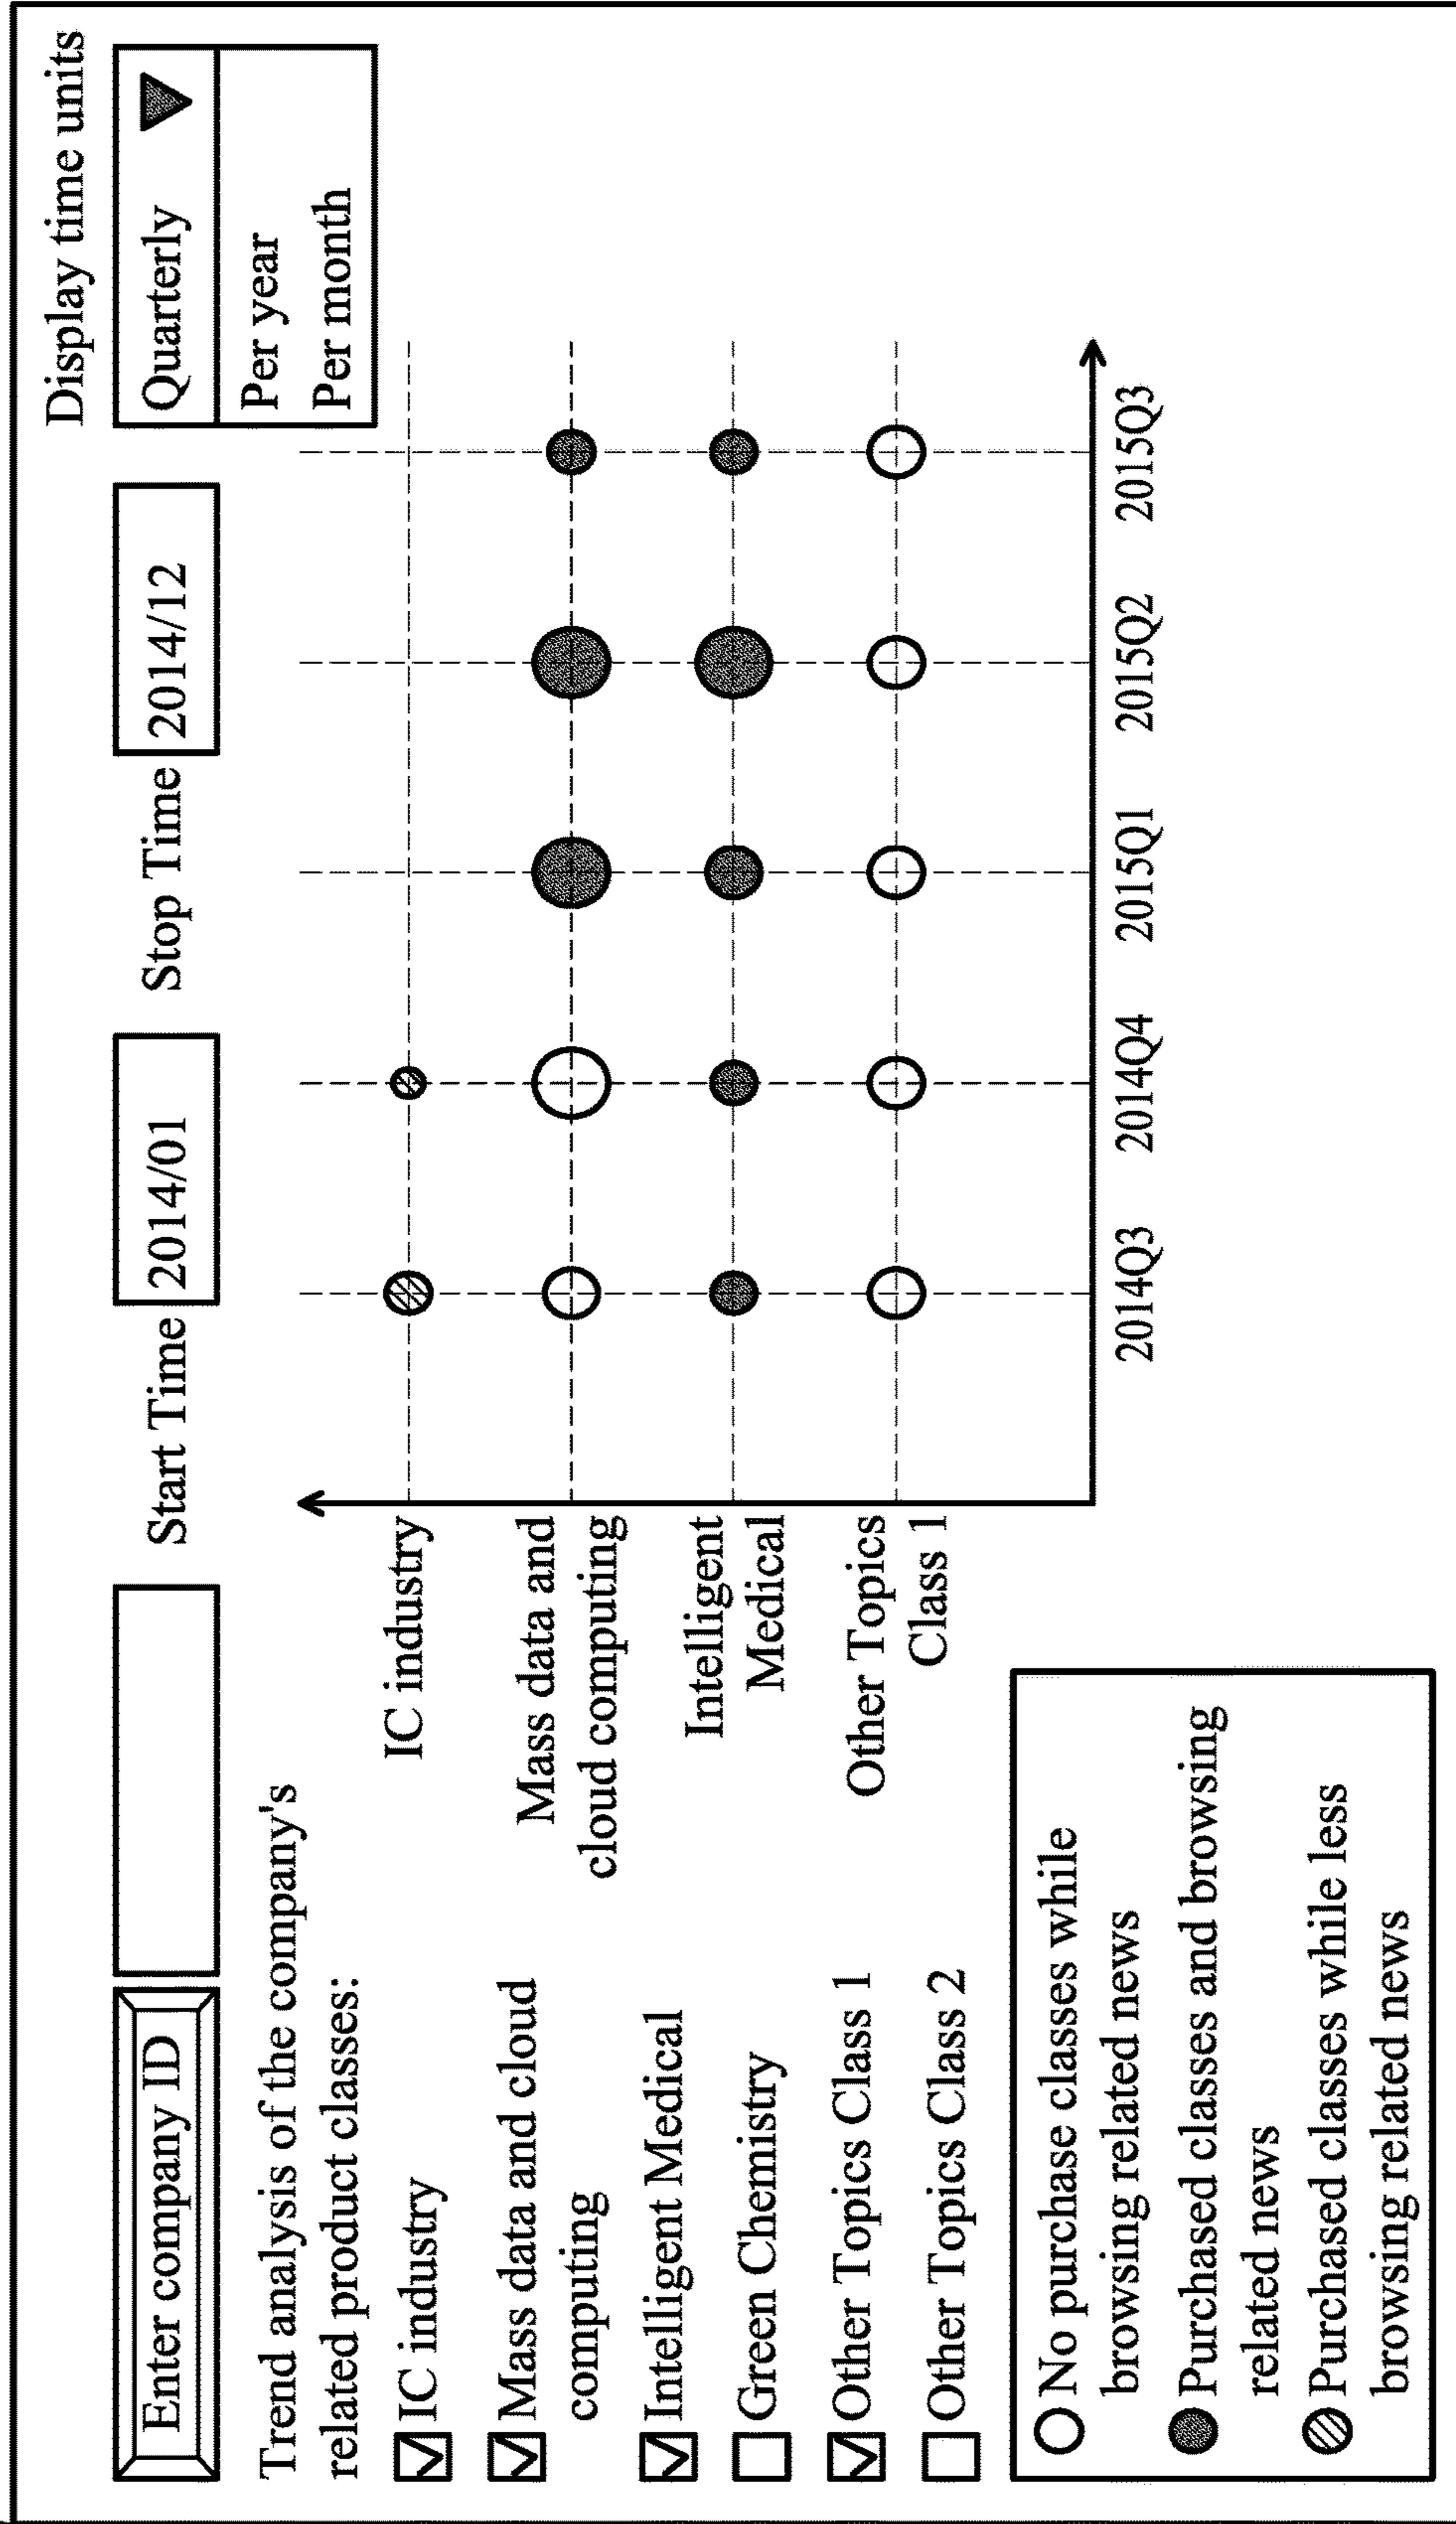 Display time units
Enter company ID
Start Time 2014/01
Stop Time 2014/12
Quarterly
Per year
Per month
Trend analysis of the company's
related product classes:
IC industry
Mass data and cloud
computing
Intelligent Medical
Green Chemistry
Other Topics Class 1
Other Topics Class 2
IC industry
Mass data and
cloud computing
Intelligent
Medical
Other Topics
Class 1
2014Q3
2014Q4
2015Q1
2015Q2
2015Q3
No purchase classes while
browsing related news
Purchased classes and browsing
related news
Purchased classes while less
browsing related news